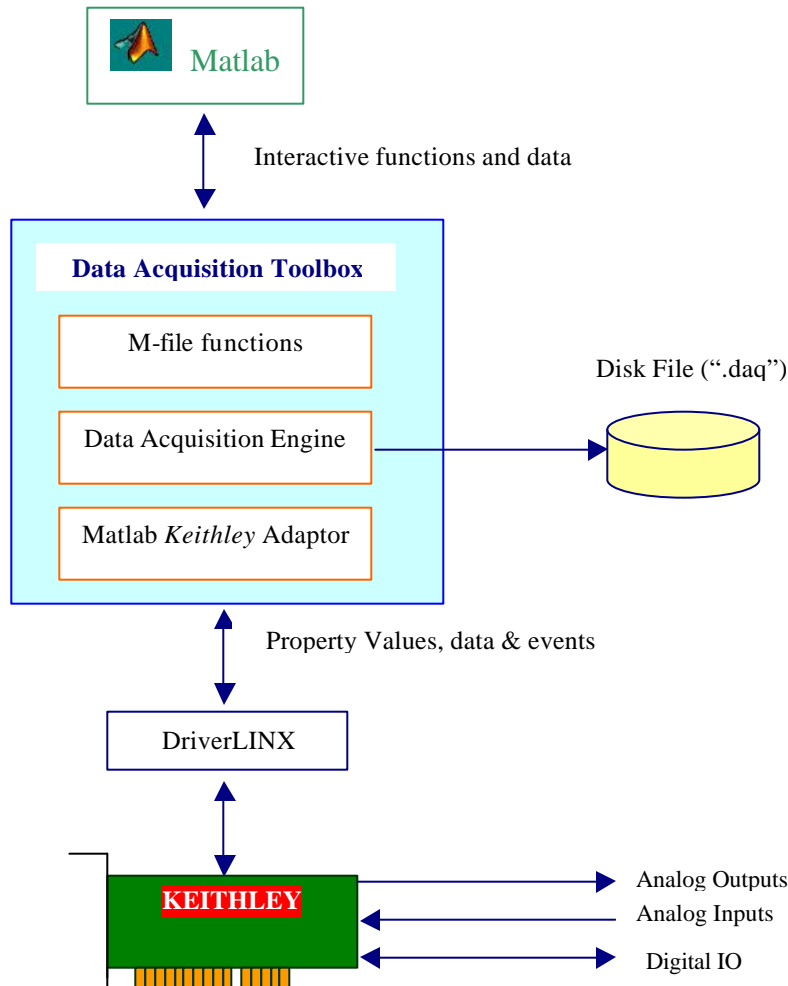 Matlab
Interactive functions and data
Data Acquisition Toolbox
M-file functions
Disk File (“.daq”)
Data Acquisition Engine
Matlab Keithley Adaptor
Property Values, data & events
DriverLINX
KEITHLEY
Analog Outputs
Analog Inputs
Digital IO